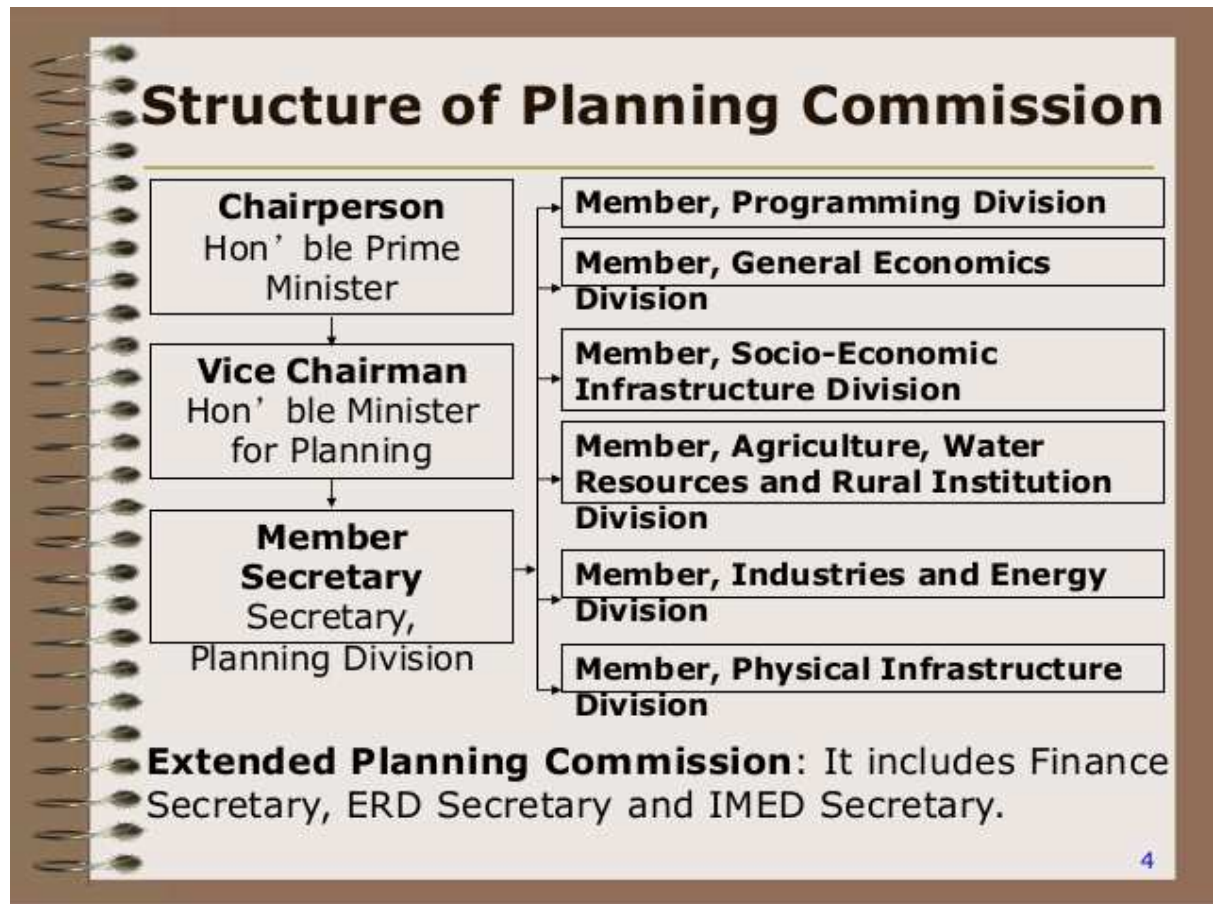 Structure of Planning Commission
Chairperson
Hon’ ble Prime
Minister
Vice Chairman
Hon’ ble Minister
for Planning
Member
Secretary
Secretary,
Planning Division
Member, Programming Division
Member, General Economics
Division
Member, Socio-Economic
Infrastructure Division
Member, Agriculture, Water
Resources and Rural Institution
Division
Member, Industries and Energy
Division
Member, Physical Infrastructure
Division
Extended Planning Commission: It includes Finance
Secretary, ERD Secretary and IMED Secretary.
4